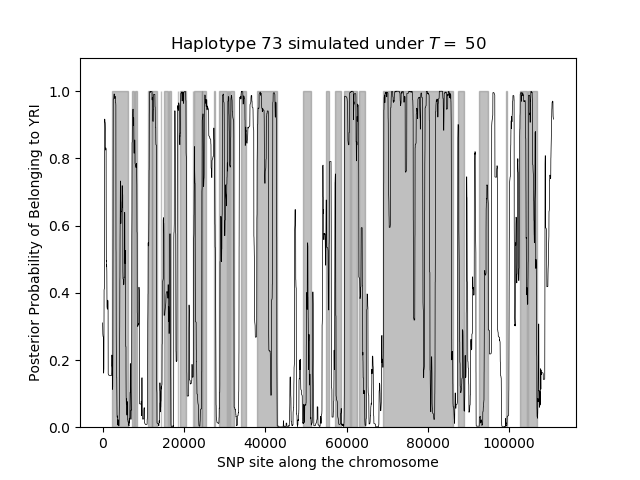 Haplotype 73 simulated under T = 50
Posterior Probability of Belonging to YRI
1.0
0.8
0.6
0.4
0.2
0.0
0 20000 40000 60000 80000 100000
SNP site along the chromosome